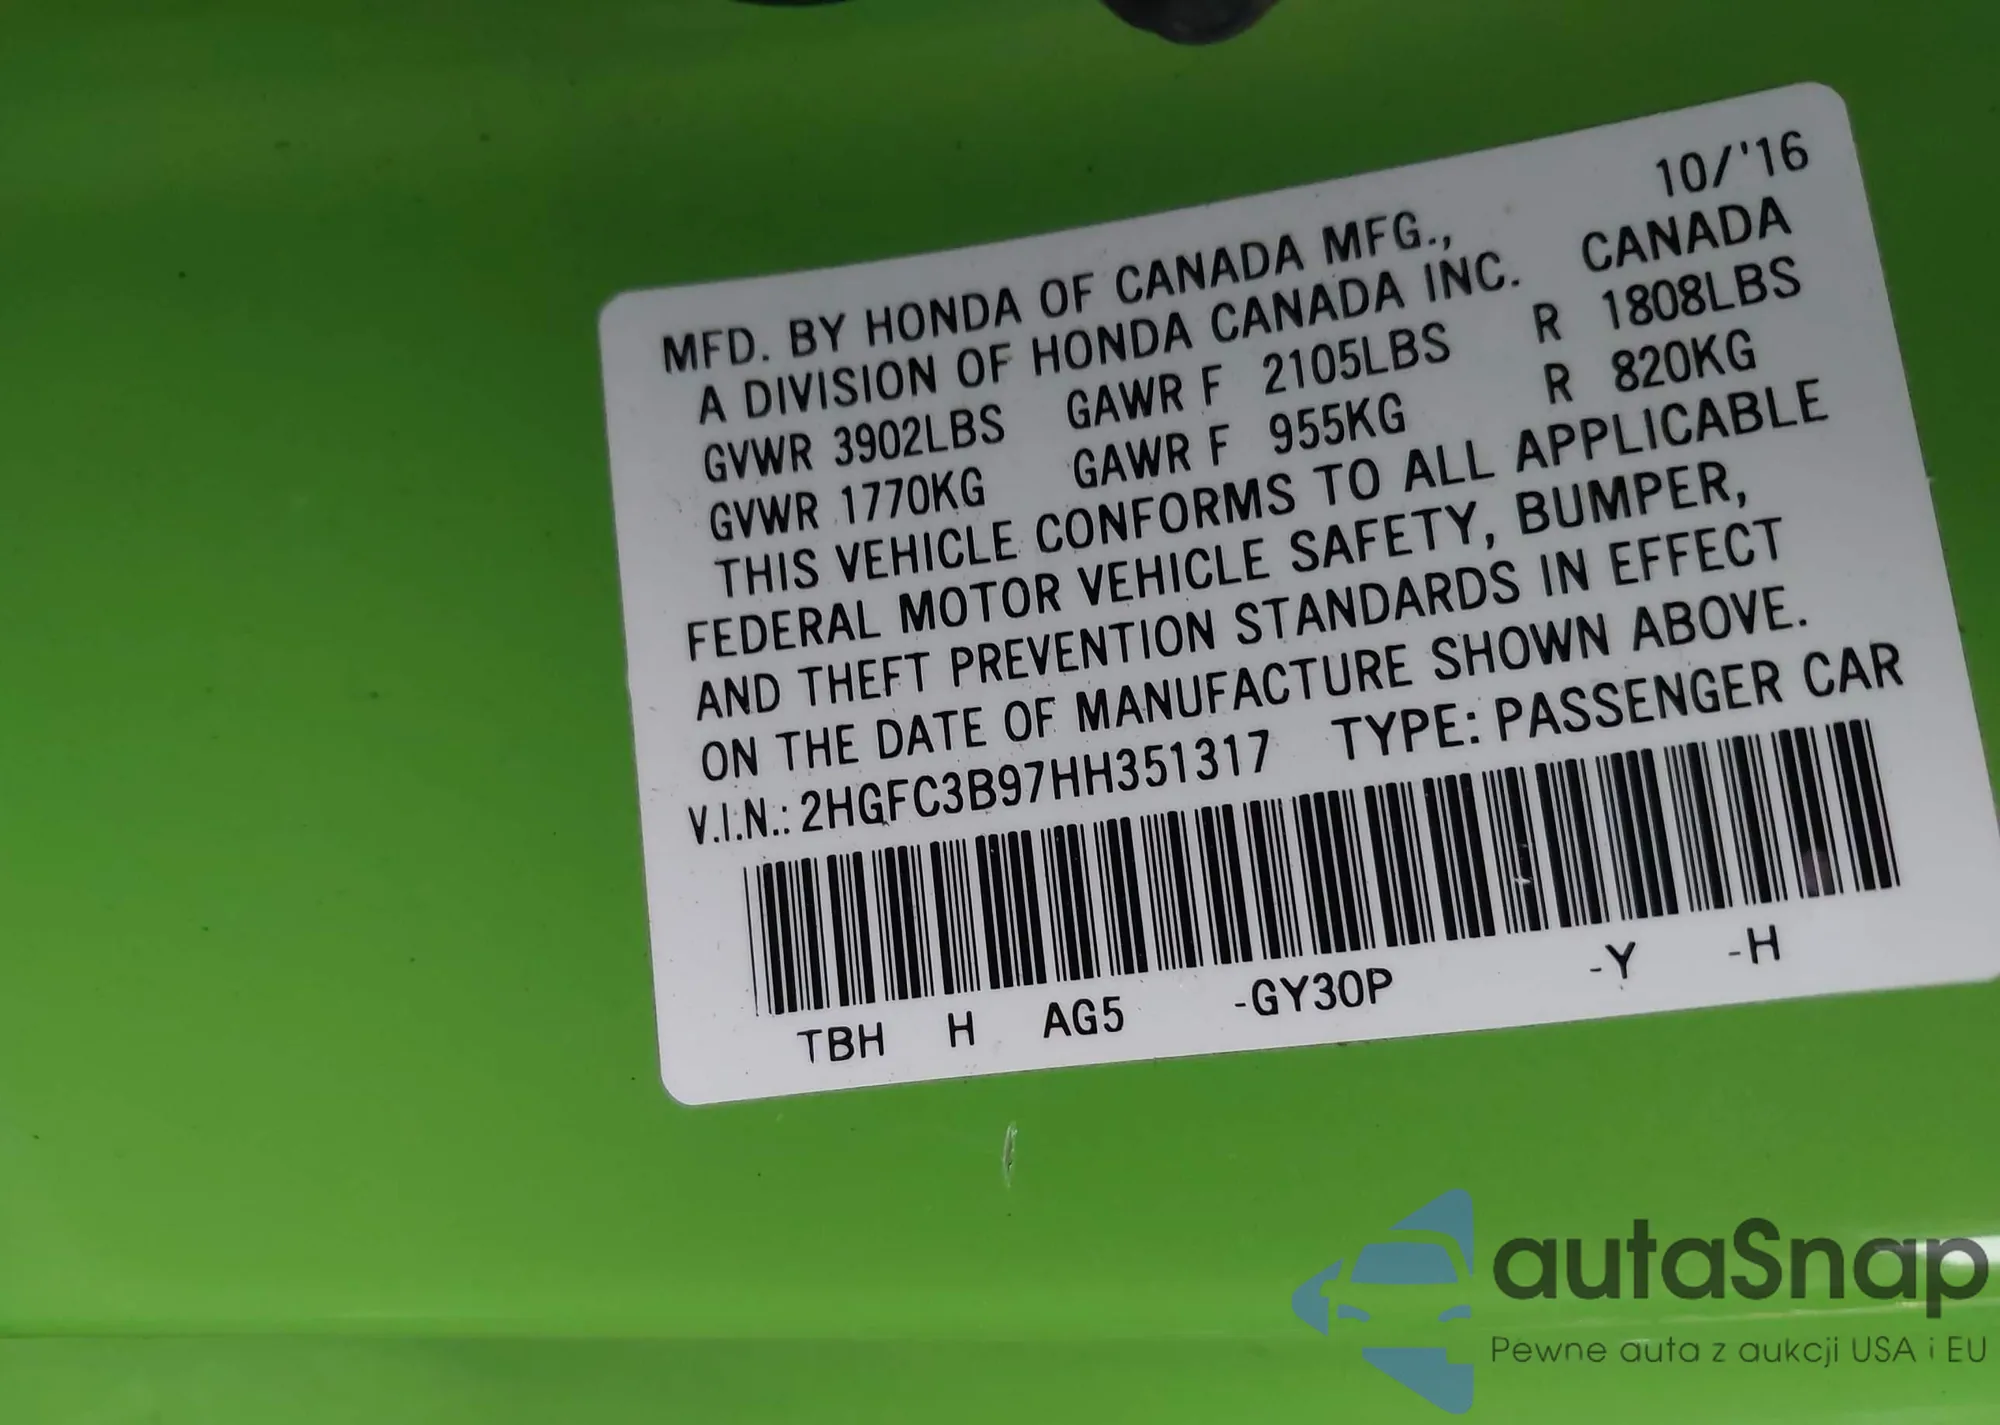 10/'16
MFD. BY HONDA OF CANADA MFG.,
A DIVISION OF HONDA CANADA INC. CANADA
GVWR 3902LBS GAWR F 2105LBS R 1808LBS
GVWR 1770KG GAWR F 955KG R 820KG
THIS VEHICLE CONFORMS TO ALL APPLICABLE
FEDERAL MOTOR VEHICLE SAFETY, BUMPER,
AND THEFT PREVENTION STANDARDS IN EFFECT
ON THE DATE OF MANUFACTURE SHOWN ABOVE.
V.I.N.: 2HGFC3B97HH351317 TYPE: PASSENGER CAR
TBH H AG5 -GY30P -Y -H
autaSnap
Pewne auta z aukcji USA i EU